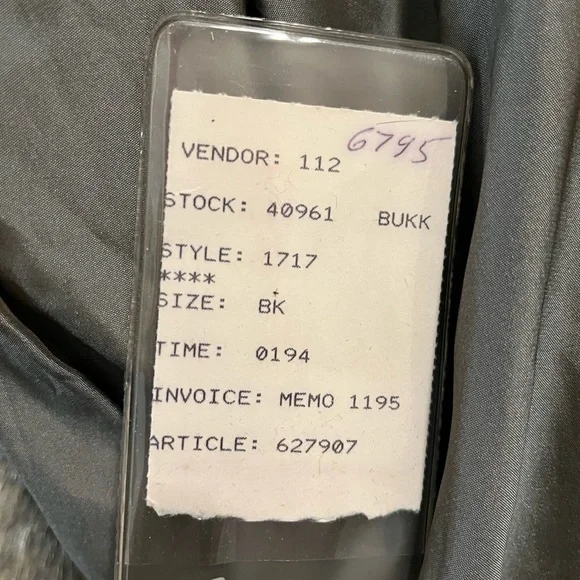 6795
VENDOR: 112
STOCK: 40961 BUKK
STYLE: 1717
****
SIZE: BK
TIME: 0194
INVOICE: MEMO 1195
ARTICLE: 627907